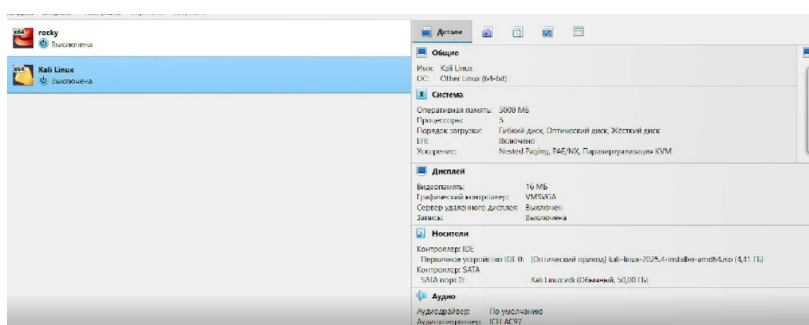 rocky
Выключена
Kali Linux
Выключена
Детали
Общие
Имя: Kali Linux
ОС: Other Linux (64-bit)
Система
Оперативная память: 5000 МБ
Процессоры: 5
Порядок загрузки: Гибкий диск, Оптический диск, Жёсткий диск
EFI: Включено
Ускорение: Nested Paging, PAE/NX, Паравиртуализация KVM
Дисплей
Видеопамять: 16 МБ
Графический контроллер: VMSVGA
Сервер удалённого дисплея: Выключен
Запись: Выключена
Носители
Контроллер: IDE
Первичное устройство IDE 0: [Оптический привод] kali-linux-2025.4-installer-amd64.iso (4,41 ГБ)
Контроллер: SATA
SATA порт 0: Kali Linux.vdi (Обычный, 50,00 ГБ)
Аудио
Аудиодрайвер: По умолчанию
Аудиоконтроллер: ICH AC97